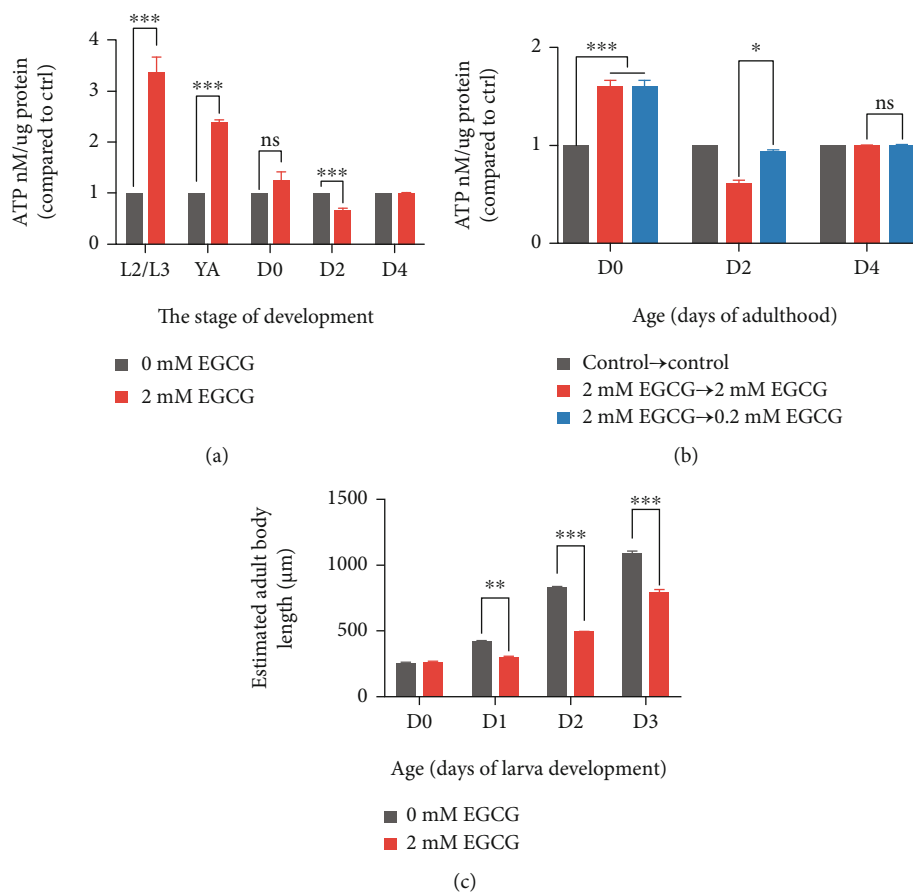 ATP nM/ug protein
(compared to ctrl)
4
3
2
1
0
***
***
ns
***
L2/L3 YA D0 D2 D4
The stage of development
0 mM EGCG
2 mM EGCG
(a)
ATP nM/ug protein
(compared to ctrl)
2
1
0
***
*
ns
D0 D2 D4
Age (days of adulthood)
Control→control
2 mM EGCG→2 mM EGCG
2 mM EGCG→0.2 mM EGCG
(b)
Estimated adult body
length (μm)
1500
1000
500
0
**
***
***
D0 D1 D2 D3
Age (days of larva development)
0 mM EGCG
2 mM EGCG
(c)